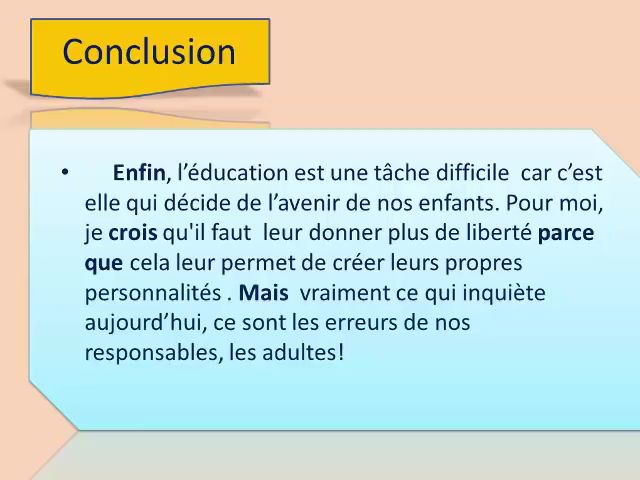 Conclusion
• Enfin, l’éducation est une tâche difficile car c’est
elle qui décide de l’avenir de nos enfants. Pour moi,
je crois qu'il faut leur donner plus de liberté parce
que cela leur permet de créer leurs propres
personnalités . Mais vraiment ce qui inquiète
aujourd’hui, ce sont les erreurs de nos
responsables, les adultes!